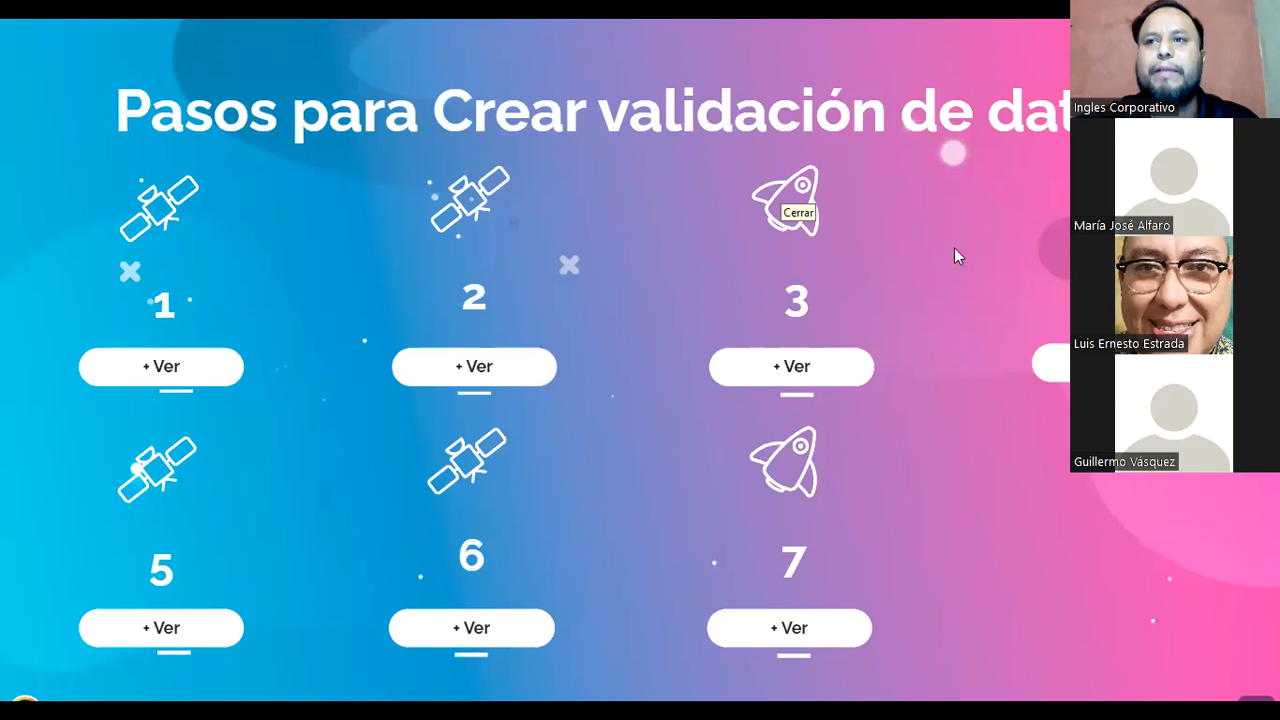 Pasos para Crear validación de
Cerrar
1
2
3
+ Ver
+ Ver
+ Ver
5
6
7
+ Ver
+ Ver
+ Ver
Ingles Corporativo
María José Alfaro
Luis Ernesto Estrada
Guillermo Vásquez